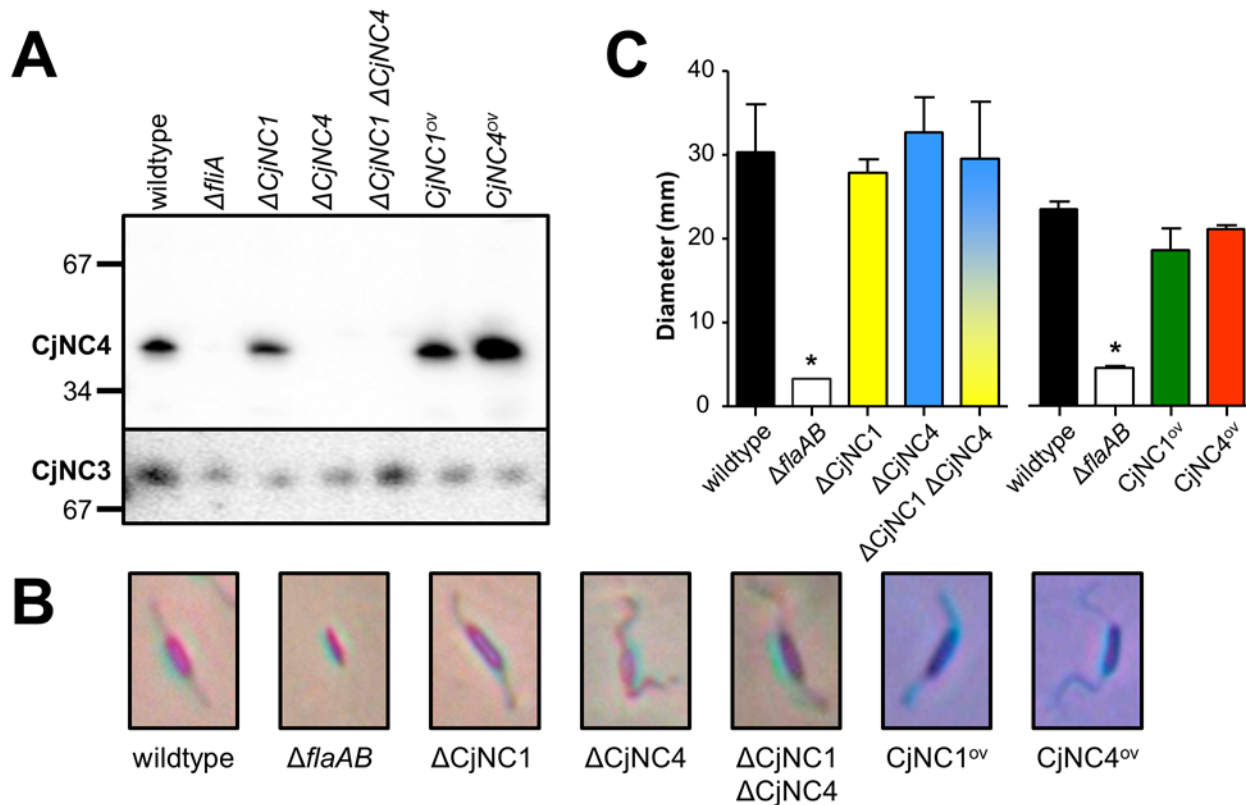 A
wildtype
ΔfliA
ΔCjNC1
ΔCjNC4
ΔCjNC1 ΔCjNC4
CjNC1ov
CjNC4ov
67
CjNC4
34
CjNC3
67
C
40
30
20
10
0
Diameter (mm)
*
*
wildtype
ΔflaAB
ΔCjNC1
ΔCjNC4
ΔCjNC1 ΔCjNC4
wildtype
ΔflaAB
CjNC1ov
CjNC4ov
B
wildtype
ΔflaAB
ΔCjNC1
ΔCjNC4
ΔCjNC1
ΔCjNC4
CjNC1ov
CjNC4ov